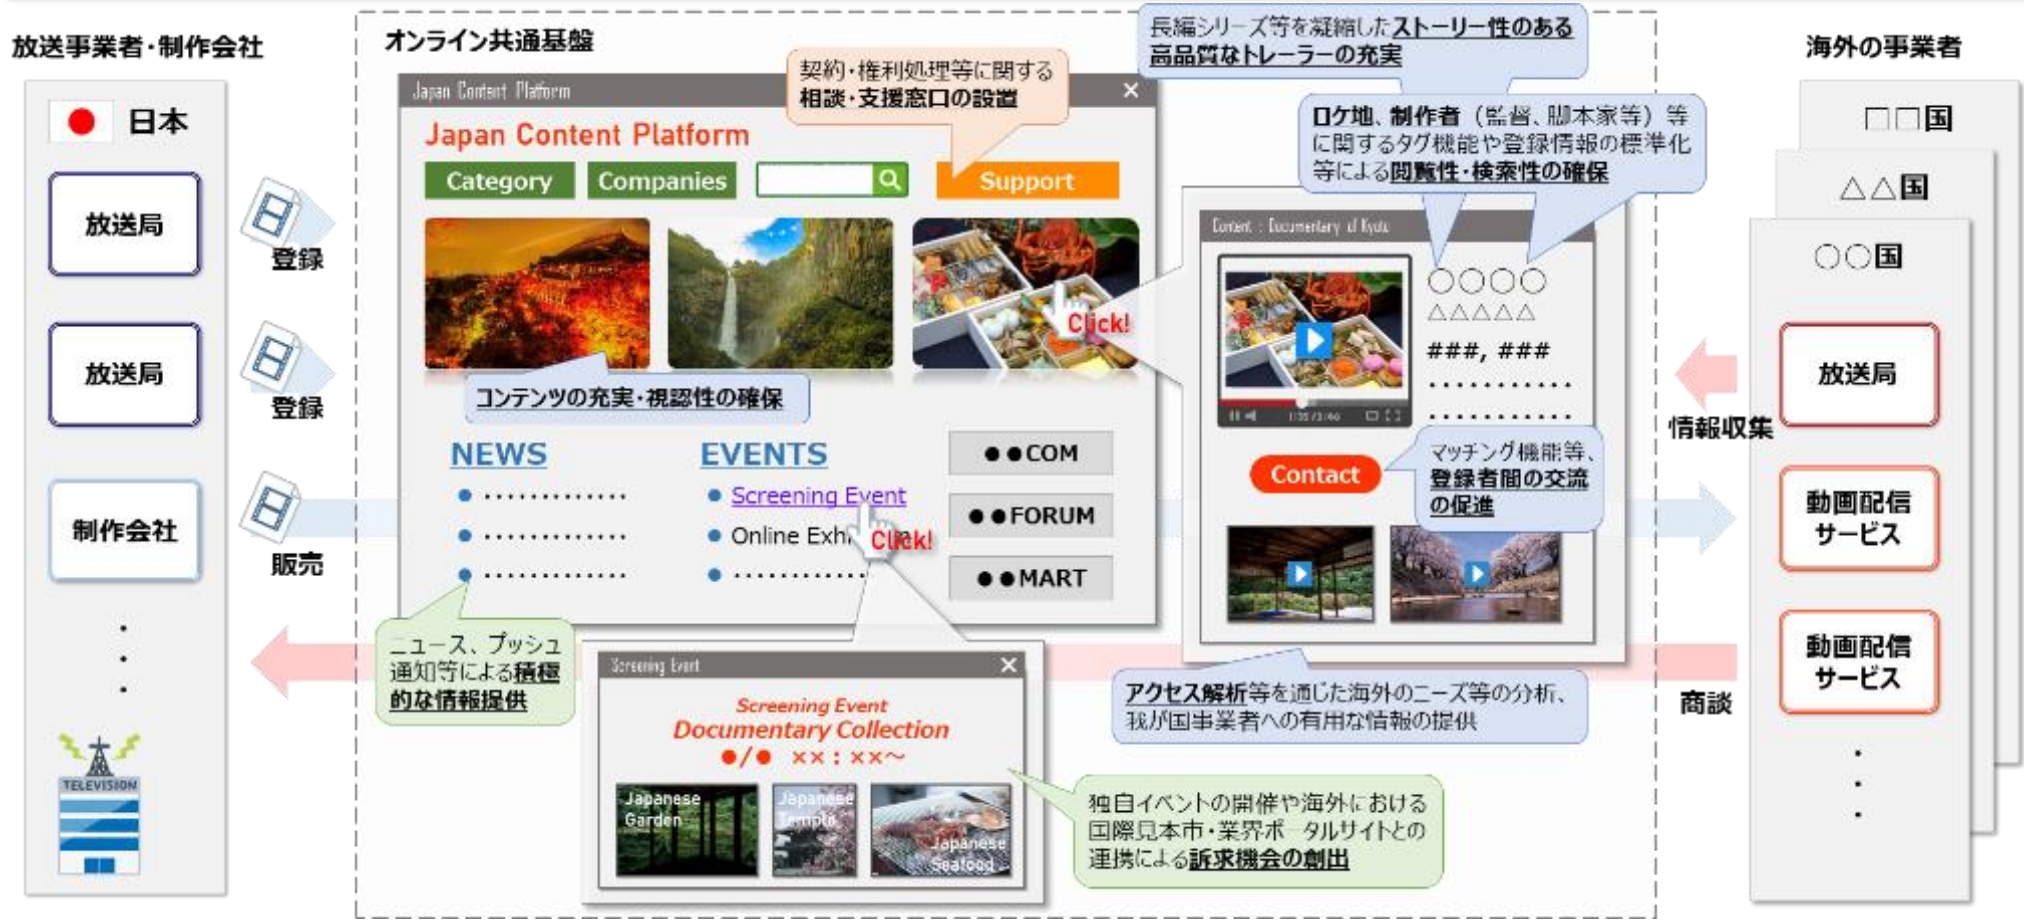 放送事業者・制作会社
日本
放送局
登録
放送局
登録
制作会社
販売
TELEVISION
オンライン共通基盤
Japan Content Platform
Japan Content Platform
契約・権利処理等に関する
相談・支援窓口の設置
Category
Companies
Support
Click!
コンテンツの充実・視認性の確保
NEWS
EVENTS
Screening Event
Online Exh
Click!
●●COM
●●FORUM
●●MART
ニュース、プッシュ
通知等による積極
的な情報提供
Screening Event
Screening Event
Documentary Collection
●/● ××:××～
Japanese
Garden
Japanese
Temple
Japanese
Seafood
長編シリーズ等を凝縮したストーリー性のある
高品質なトレーラーの充実
ロケ地、制作者（監督、脚本家等）等
に関するタグ機能や登録情報の標準化
等による閲覧性・検索性の確保
Content : Documentary of Kyoto
○○○○
△△△△△
###, ###
Contact
マッチング機能等、
登録者間の交流
の促進
アクセス解析等を通じた海外のニーズ等の分析、
我が国事業者への有用な情報の提供
独自イベントの開催や海外における
国際見本市・業界ポータルサイトとの
連携による訴求機会の創出
海外の事業者
□□国
△△国
○○国
放送局
情報収集
動画配信
サービス
動画配信
サービス
商談